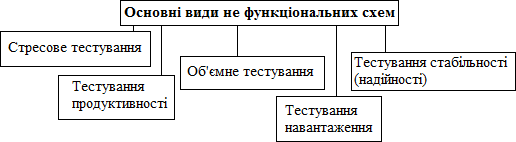 Основні види не функціональних схем
Стресове тестування
Тестування
продуктивності
Об'ємне тестування
Тестування
навантаження
Тестування стабільності
(надійності)